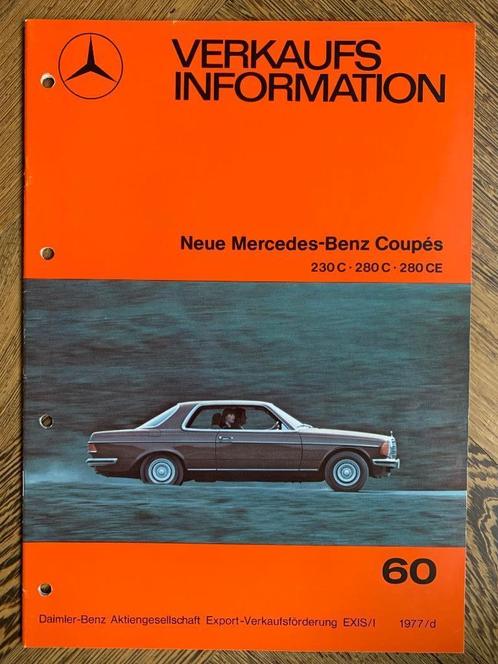 VERKAUFS
INFORMATION
Neue Mercedes-Benz Coupés
230 C · 280 C · 280 CE
60
Daimler-Benz Aktiengesellschaft Export-Verkaufsförderung EXIS/I 1977/d